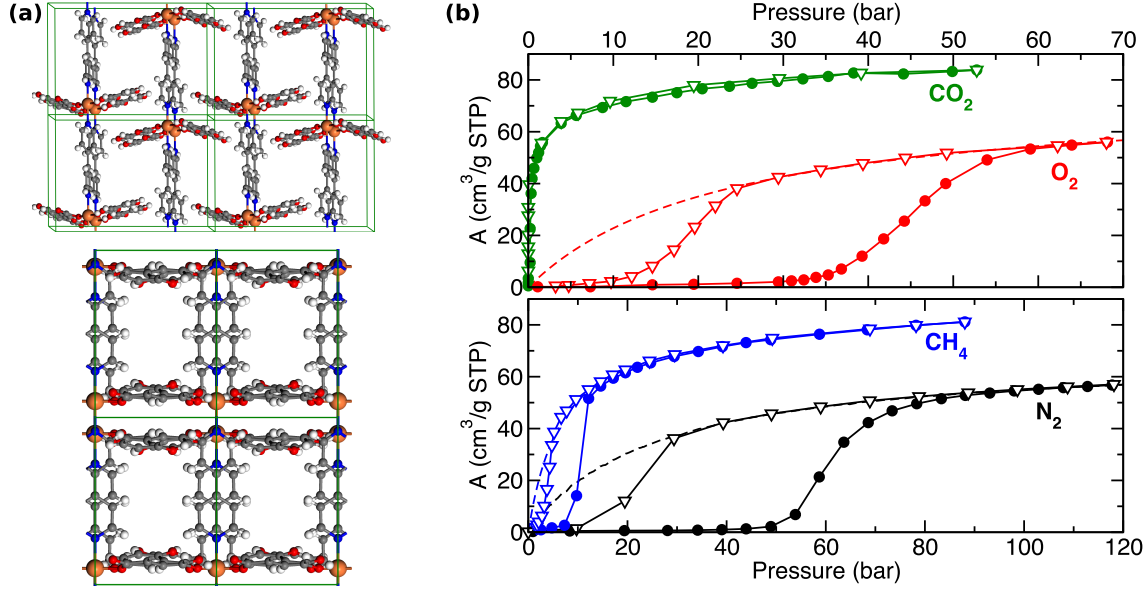 (a)
(b)
Pressure (bar)
0 10 20 30 40 50 60 70
80
60
40
20
0
A (cm³/g STP)
CO₂
O₂
80
60
40
20
0
A (cm³/g STP)
CH₄
N₂
0 20 40 60 80 100 120
Pressure (bar)